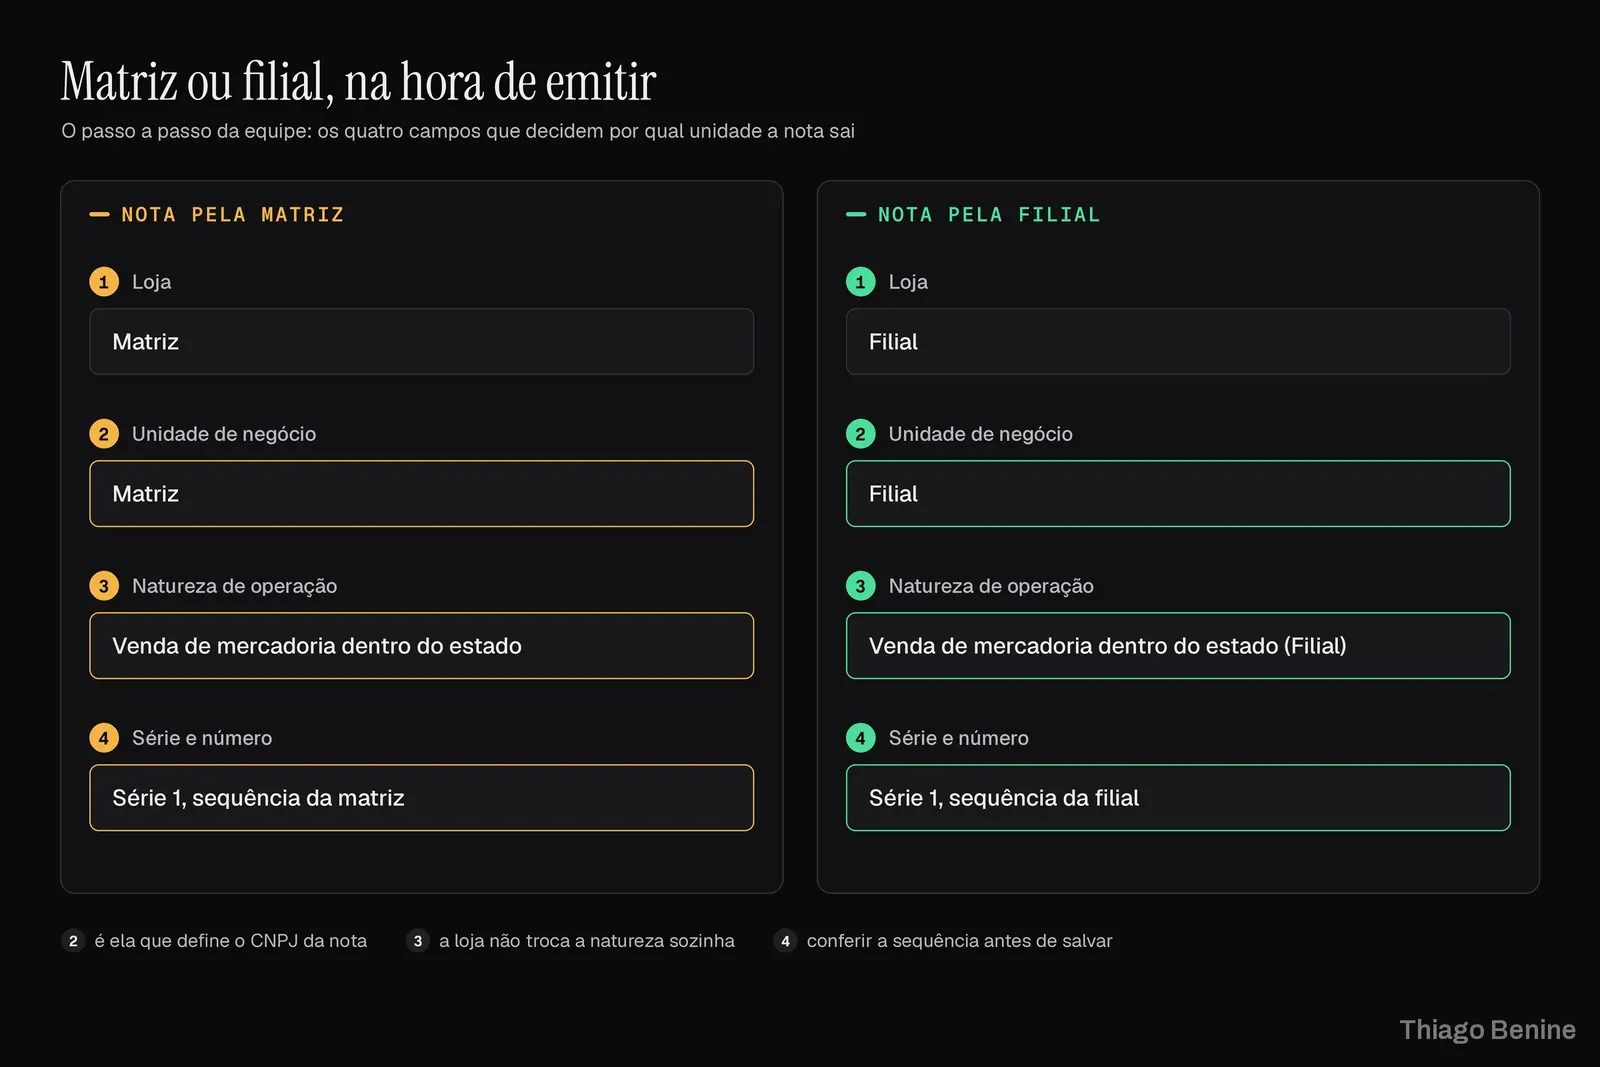 Matriz ou filial, na hora de emitir
O passo a passo da equipe: os quatro campos que decidem por qual unidade a nota sai
NOTA PELA MATRIZ
1 Loja
Matriz
2 Unidade de negócio
Matriz
3 Natureza de operação
Venda de mercadoria dentro do estado
4 Série e número
Série 1, sequência da matriz
NOTA PELA FILIAL
1 Loja
Filial
2 Unidade de negócio
Filial
3 Natureza de operação
Venda de mercadoria dentro do estado (Filial)
4 Série e número
Série 1, sequência da filial
2 é ela que define o CNPJ da nota
3 a loja não troca a natureza sozinha
4 conferir a sequência antes de salvar
Thiago Benine